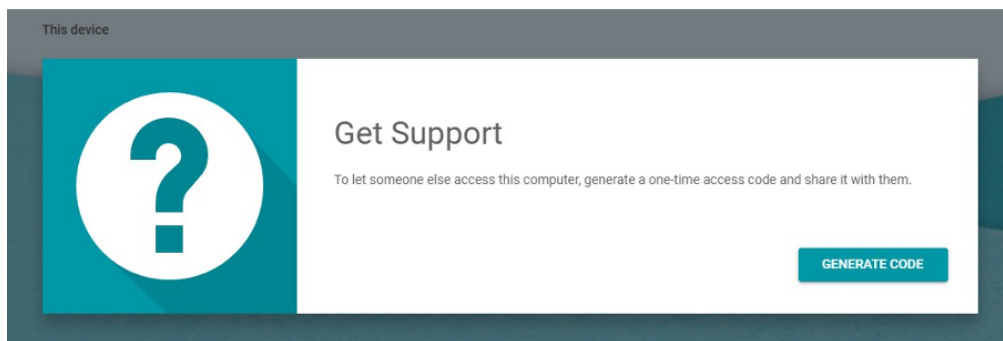 This device
Get Support
To let someone else access this computer, generate a one-time access code and share it with them.
GENERATE CODE